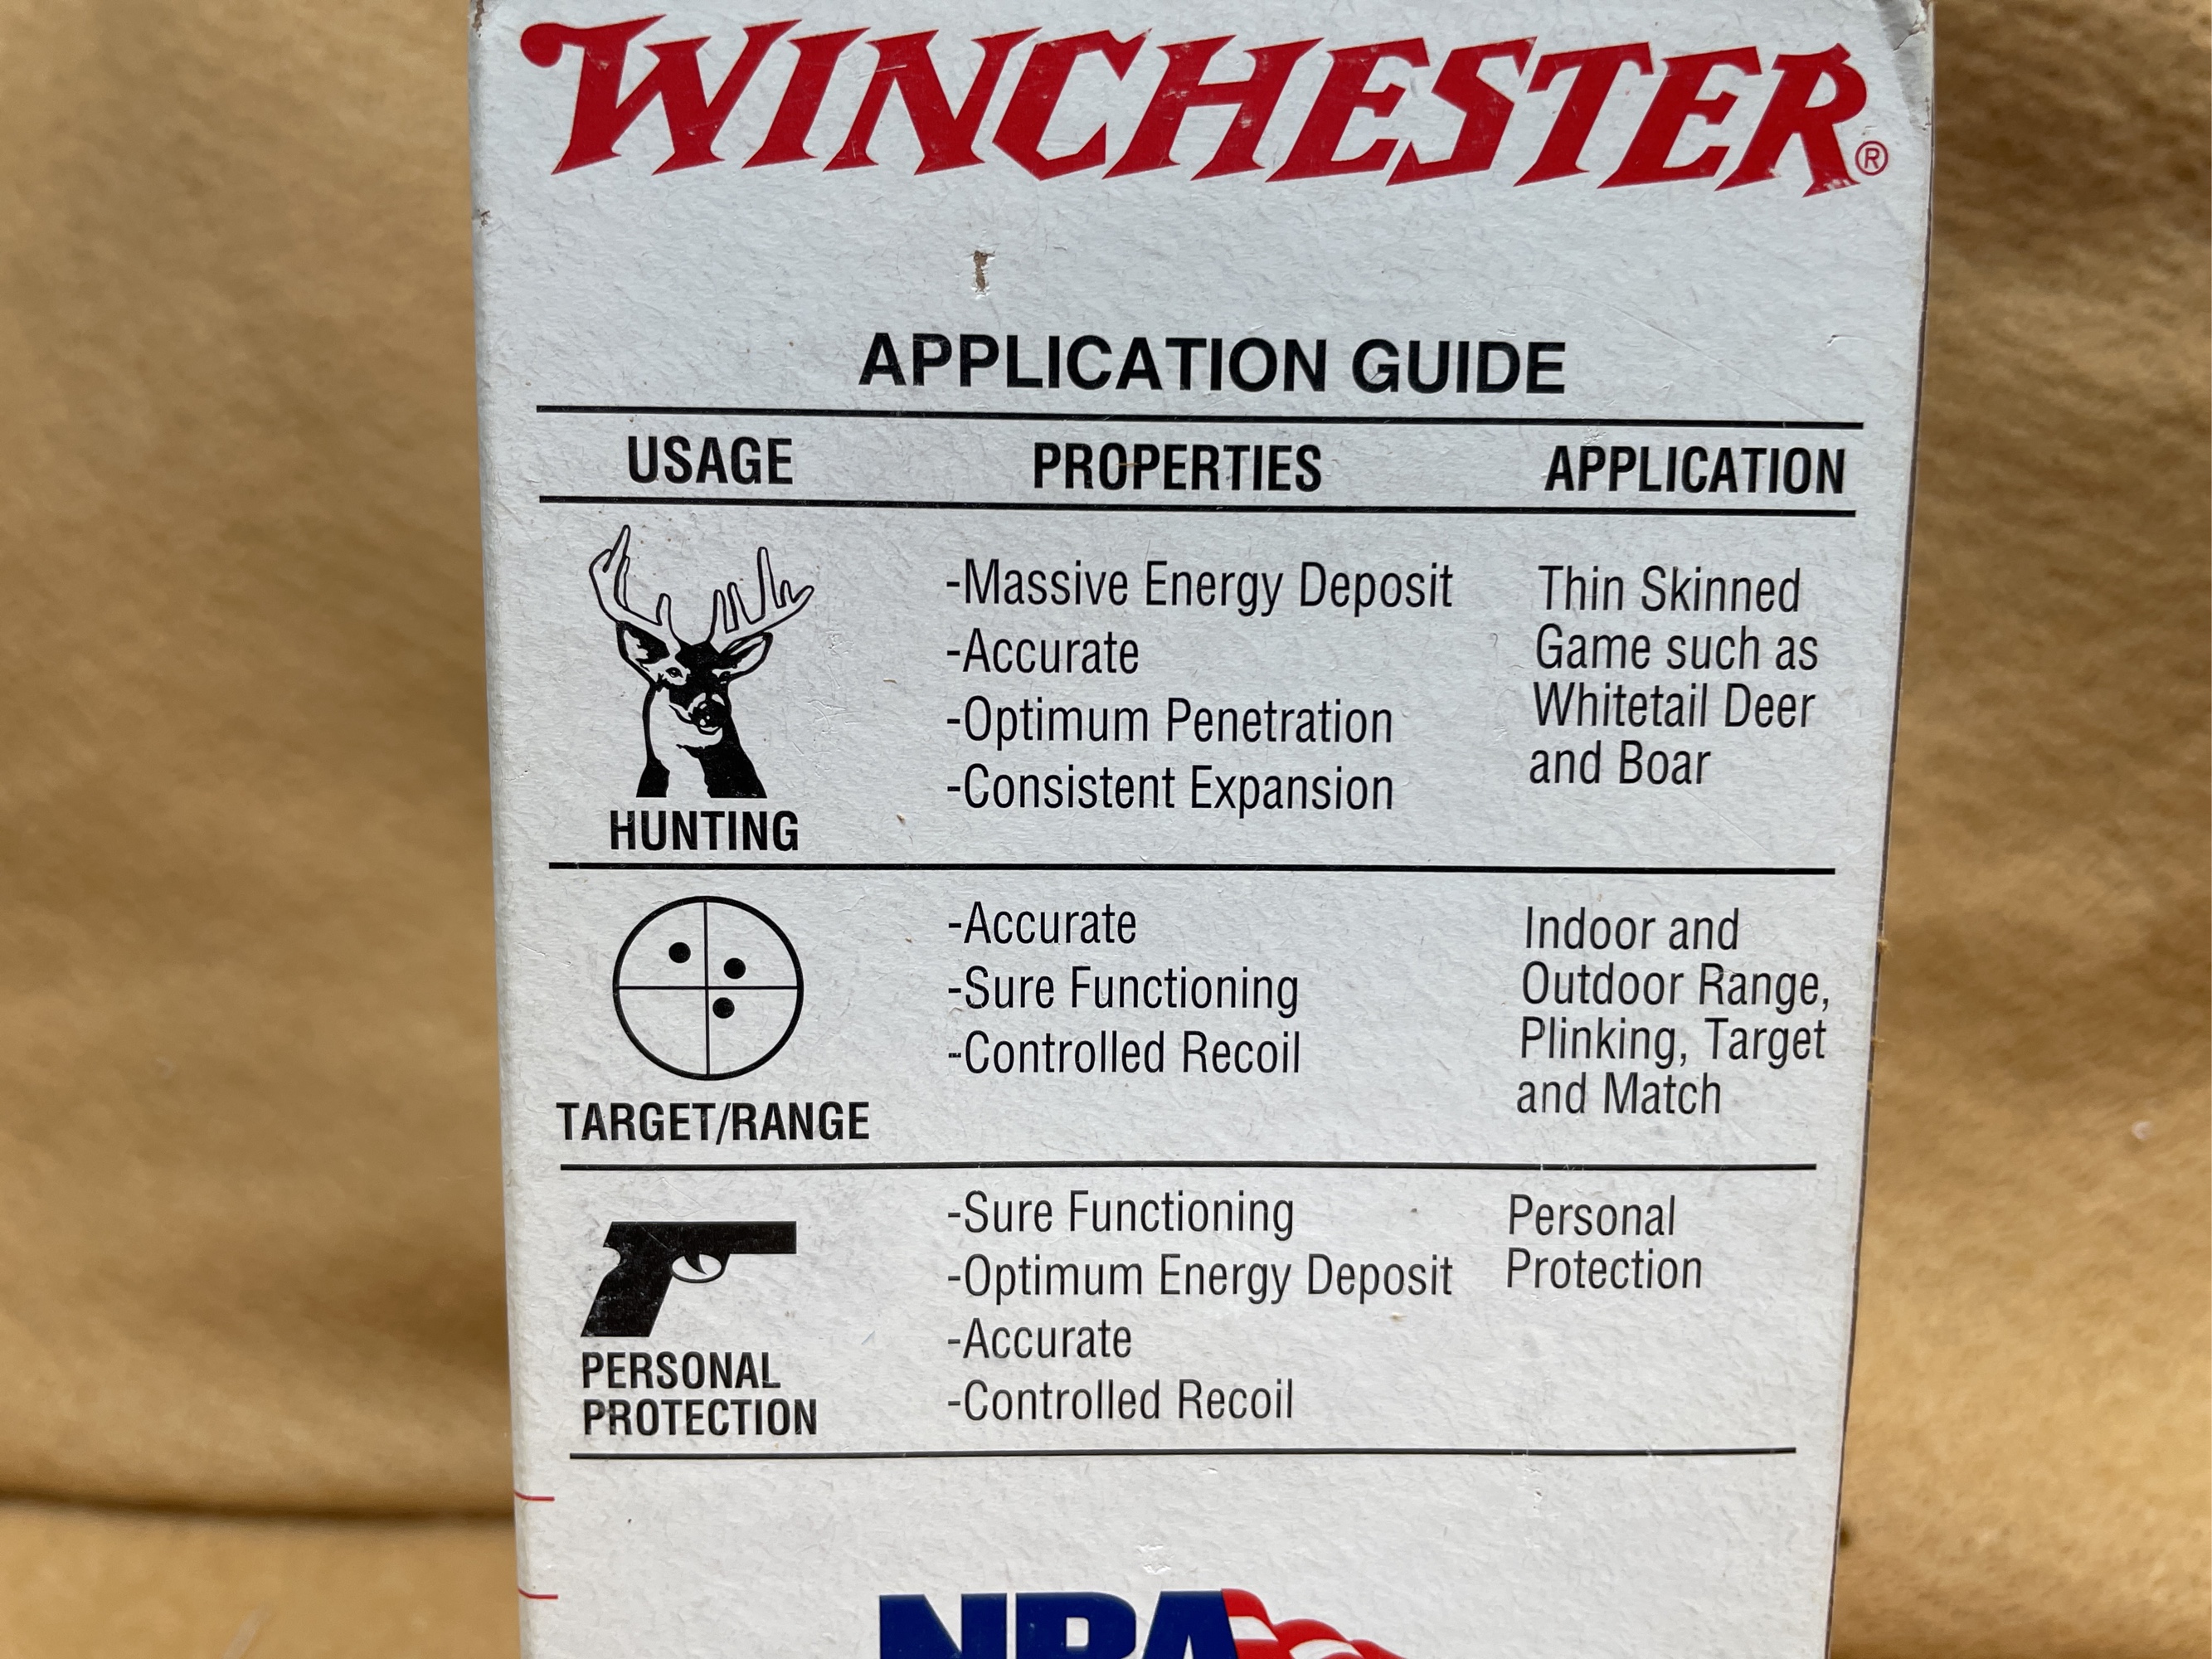 WINCHESTER®
APPLICATION GUIDE
USAGE PROPERTIES APPLICATION
HUNTING
-Massive Energy Deposit
-Accurate
-Optimum Penetration
-Consistent Expansion
Thin Skinned
Game such as
Whitetail Deer
and Boar
TARGET/RANGE
-Accurate
-Sure Functioning
-Controlled Recoil
Indoor and
Outdoor Range,
Plinking, Target
and Match
PERSONAL
PROTECTION
-Sure Functioning
-Optimum Energy Deposit
-Accurate
-Controlled Recoil
Personal
Protection
NRA